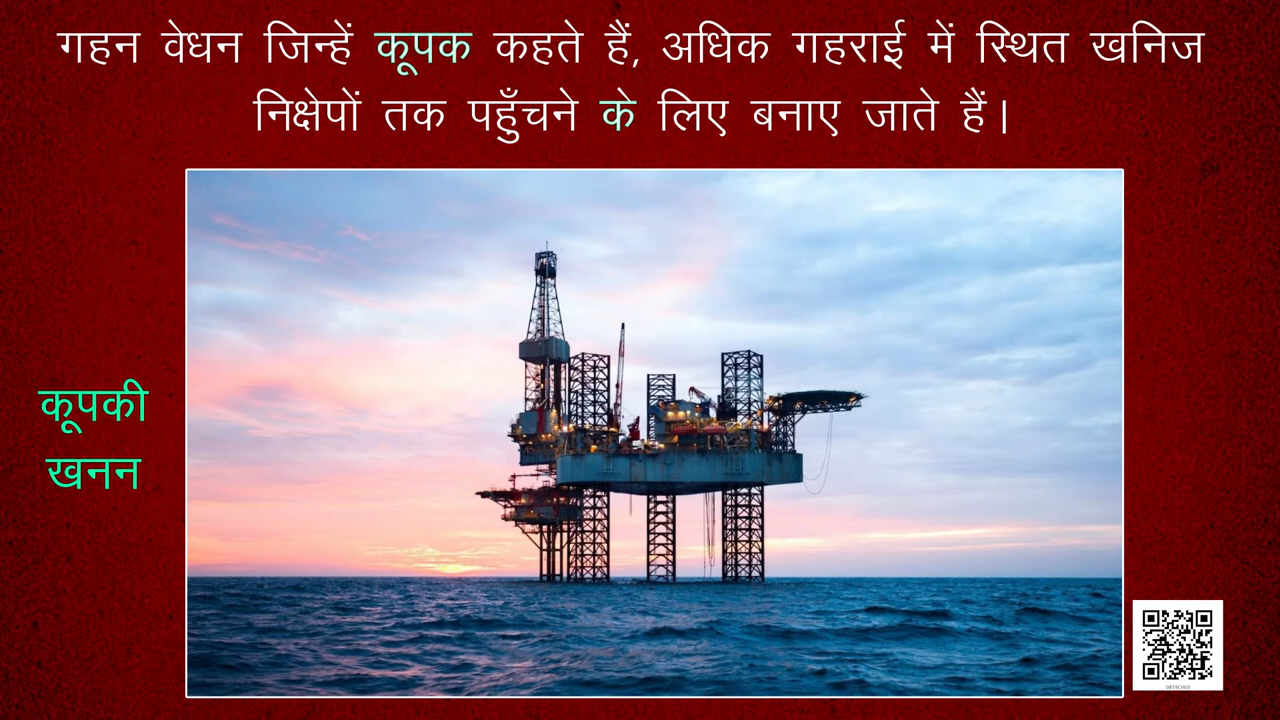 गहन वेधन जिन्हें कूपक कहते हैं, अधिक गहराई में स्थित खनिज
निक्षेपों तक पहुँचने के लिए बनाए जाते हैं।
कूपकी
खनन